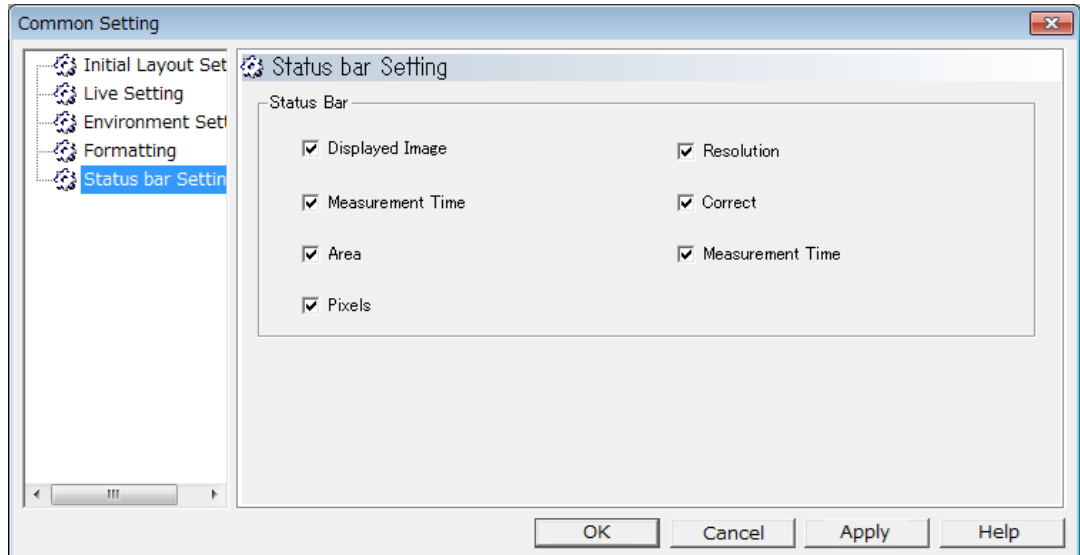 Common Setting
Initial Layout Set
Live Setting
Environment Sett
Formatting
Status bar Settin
Status bar Setting
Status Bar
Displayed Image
Resolution
Measurement Time
Correct
Area
Measurement Time
Pixels
OK
Cancel
Apply
Help